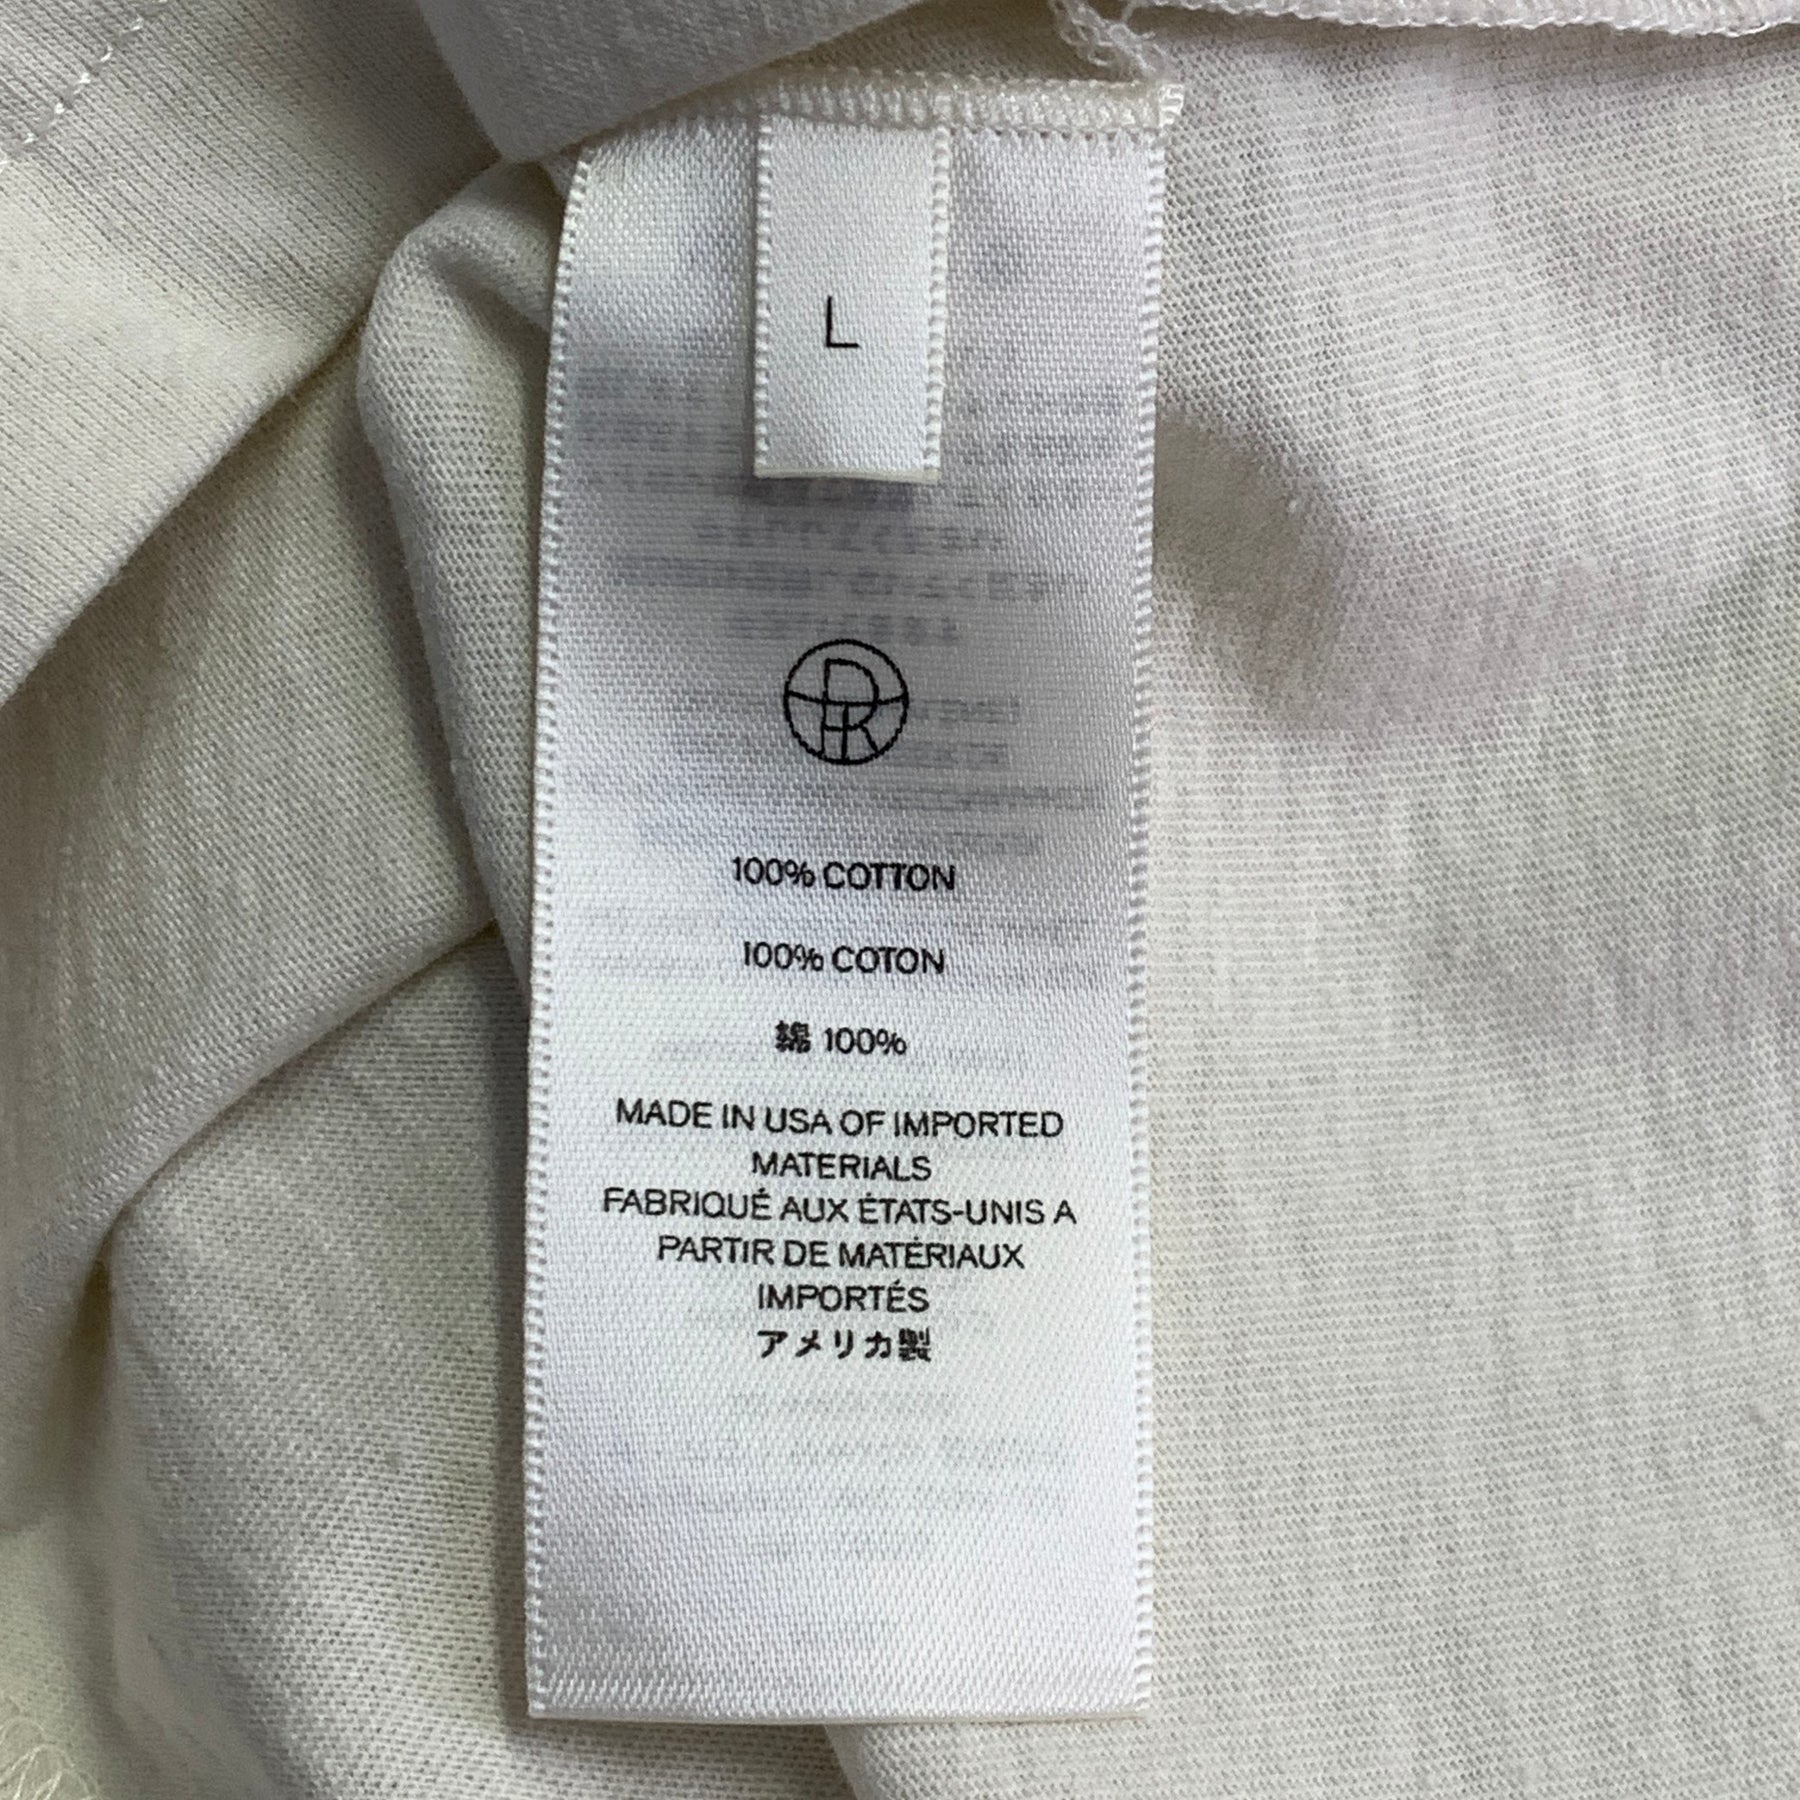 L
DR
100% COTTON
100% COTON
綿 100%
MADE IN USA OF IMPORTED
MATERIALS
FABRIQUÉ AUX ÉTATS-UNIS A
PARTIR DE MATÉRIAUX
IMPORTÉS
アメリカ製